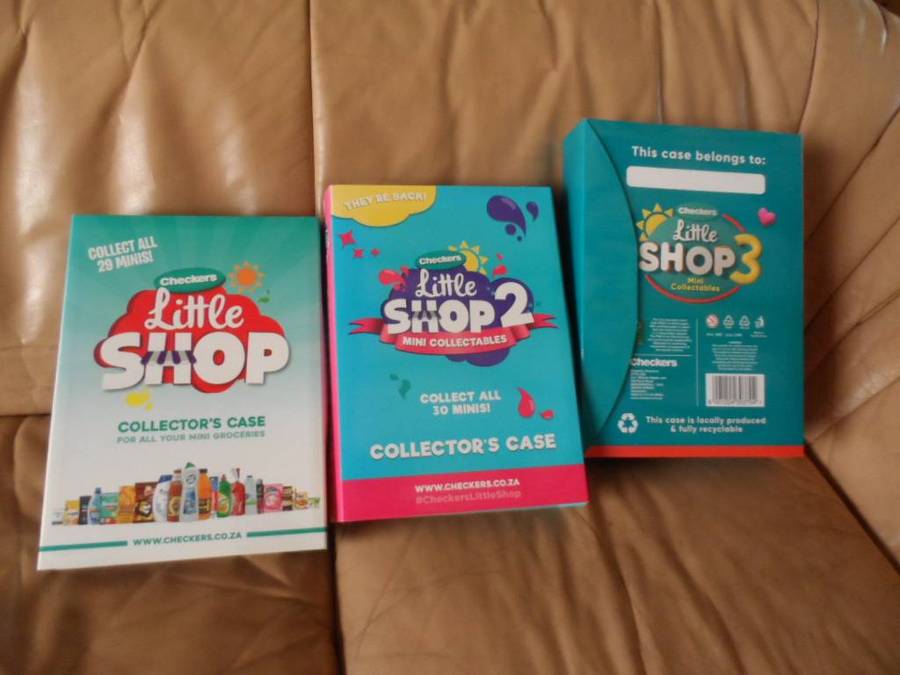 COLLECT ALL
29 MINIS!
Checkers
Little
SHOP
COLLECTOR'S CASE
FOR ALL YOUR MINI GROCERIES
WWW.CHECKERS.CO.ZA
THEY'RE BACK!
Checkers
Little
SHOP 2
MINI COLLECTABLES
COLLECT ALL
30 MINIS!
COLLECTOR'S CASE
WWW.CHECKERS.CO.ZA
#CheckersLittleShop
This case belongs to:
Checkers
Little
SHOP 3
Mini
Collectables
Checkers
This case is locally produced
& fully recyclable